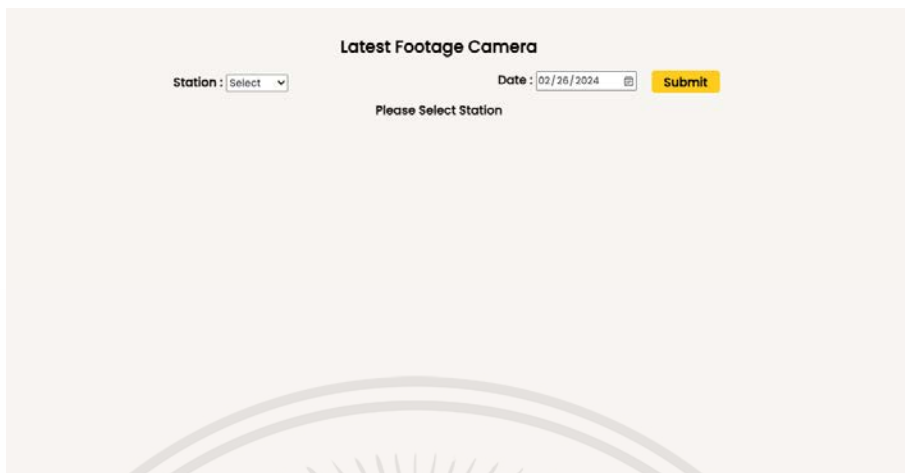 Latest Footage Camera
Station : Select Date : 02/26/2024 Submit
Please Select Station